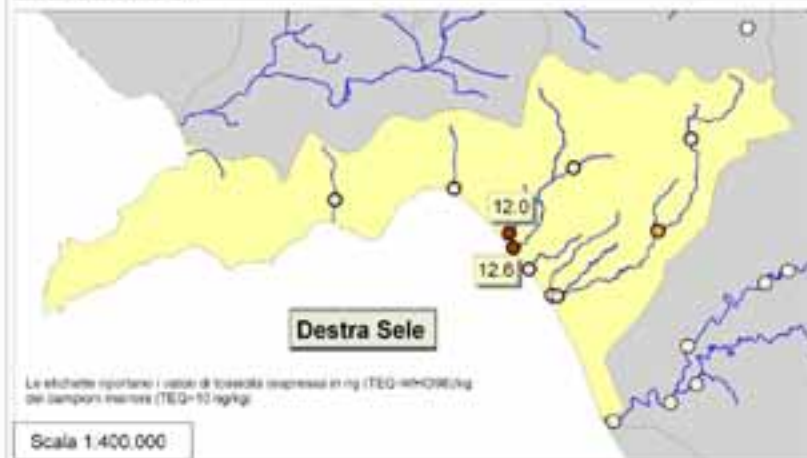 12.0
12.6
Destra Sele
Le etichette riportano i valori di tossicità espressi in ng (TEQ-WHO98)/kg
dei campioni marroni (TEQ>10 ng/kg)
Scala 1:400.000